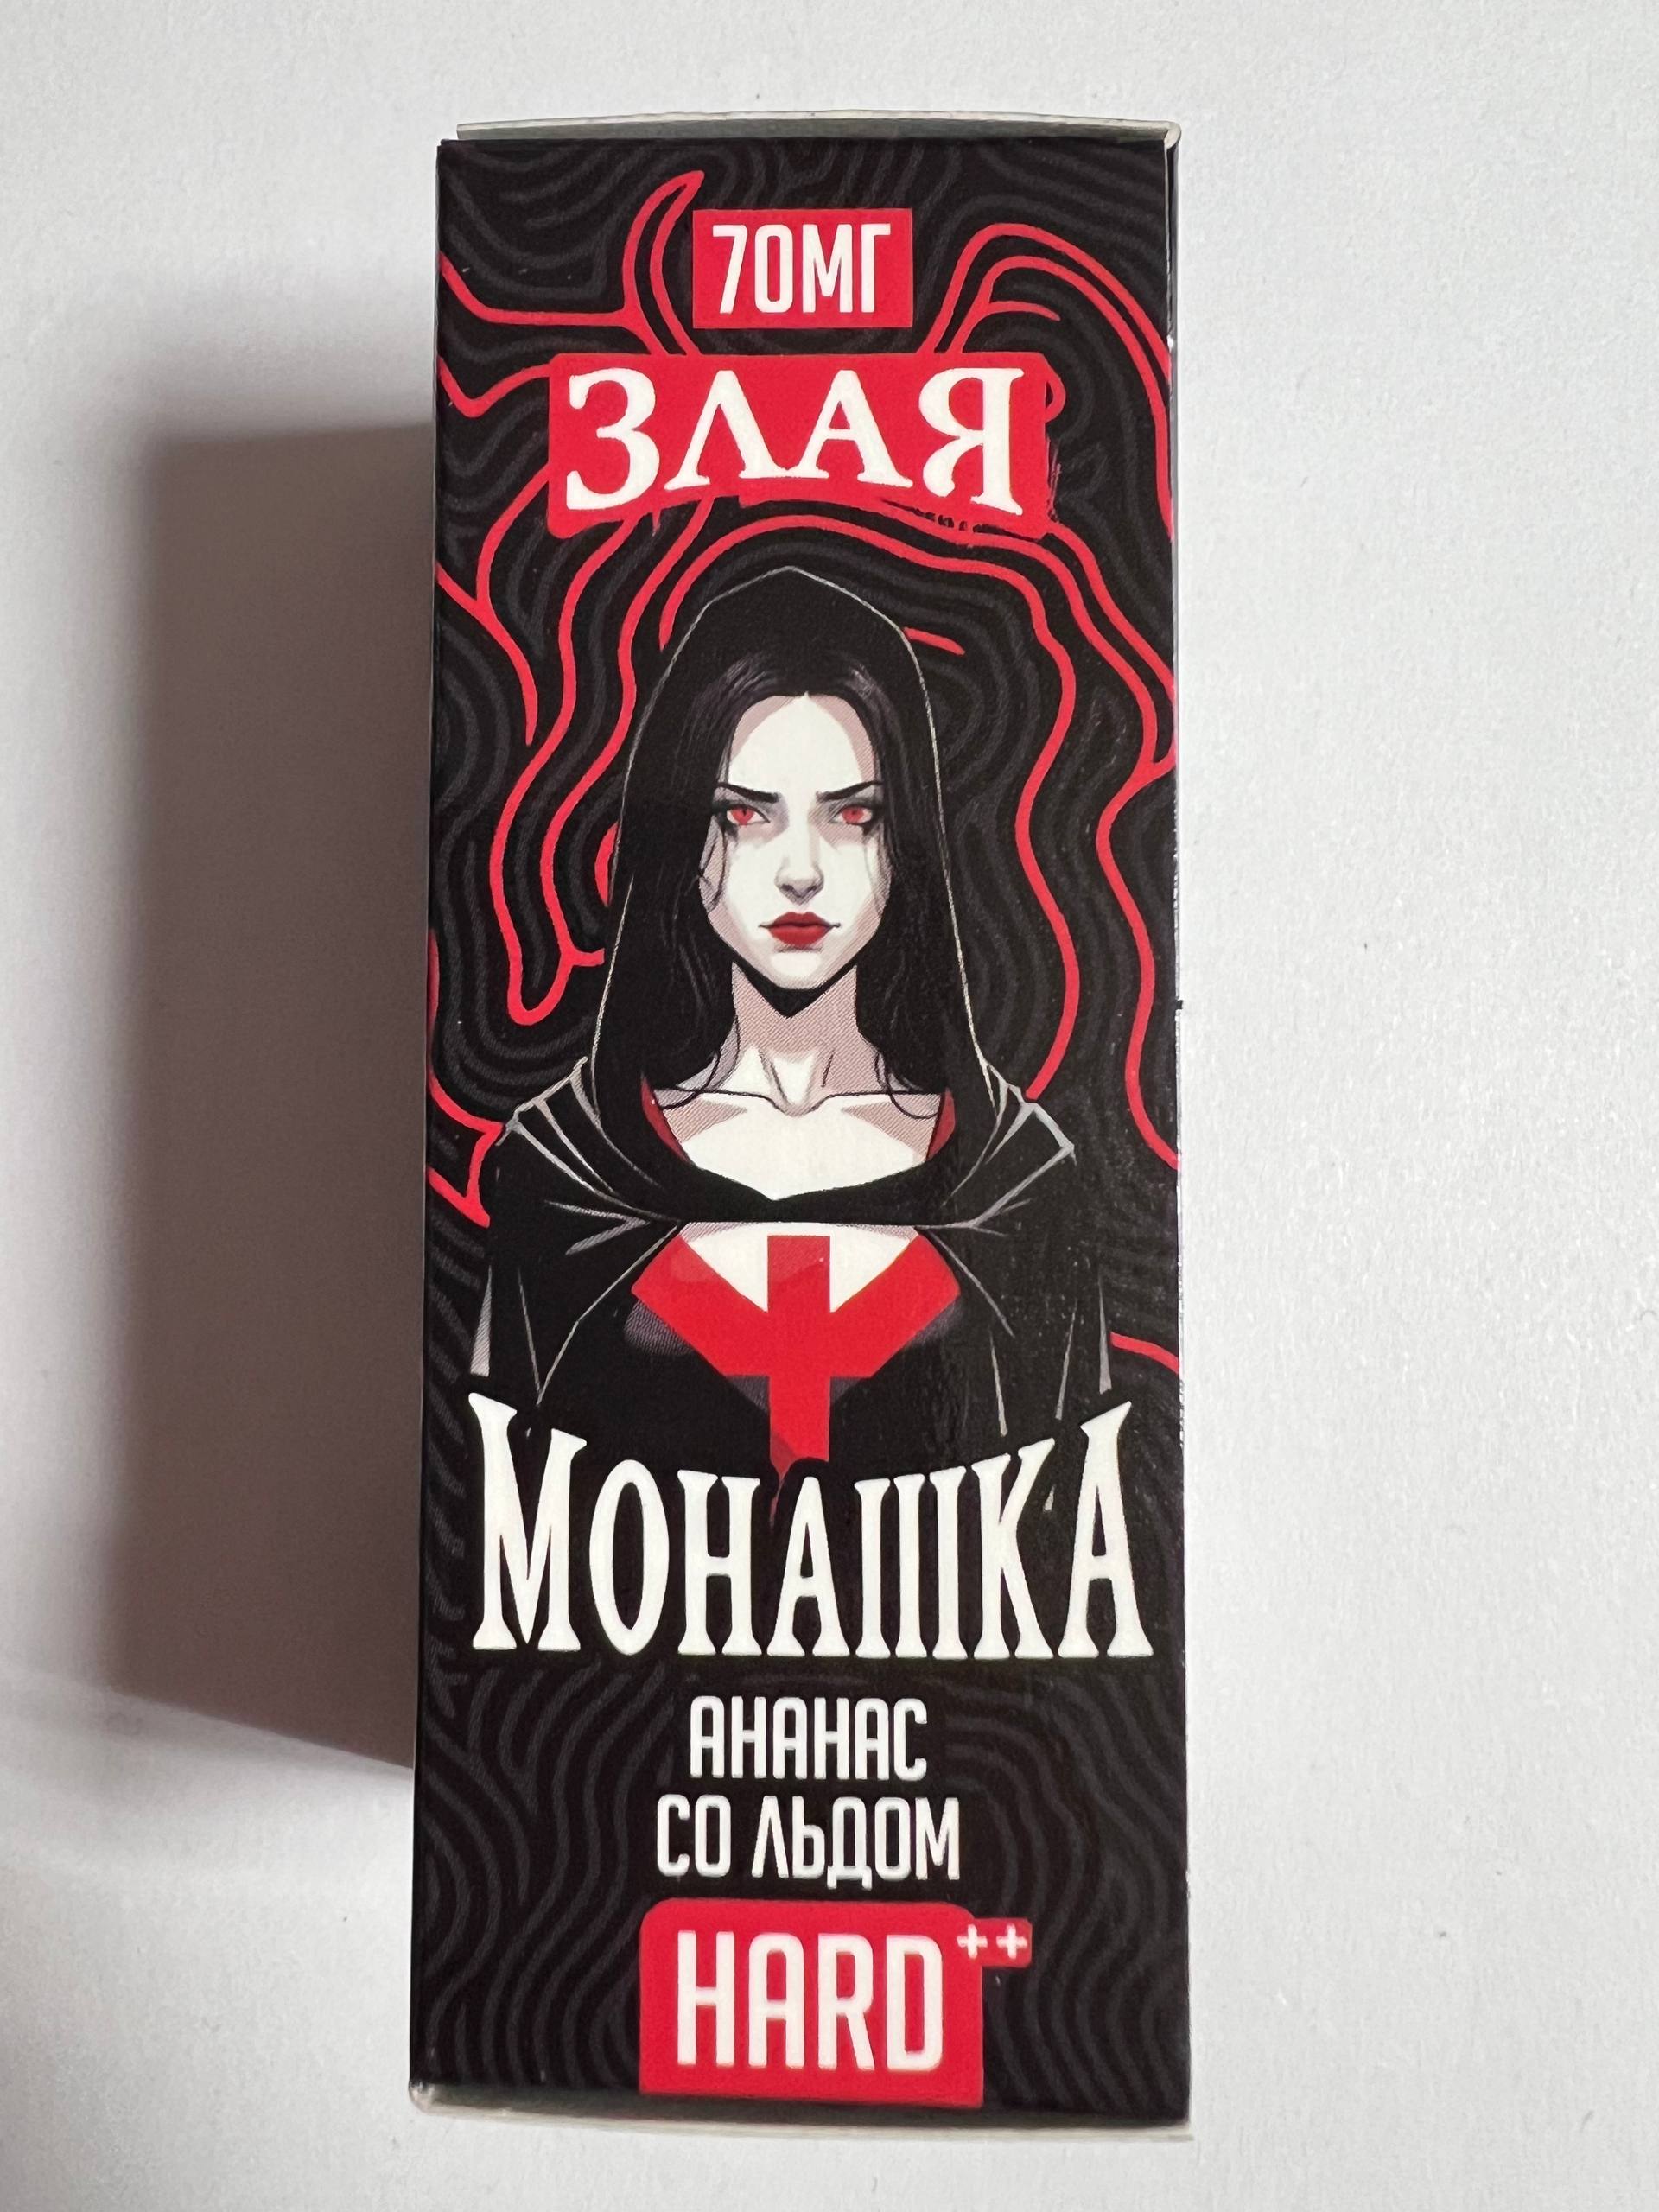 70МГ
ЗЛАЯ
МОНАШКА
АНАНАС
СО ЛЬДОМ
HARD++